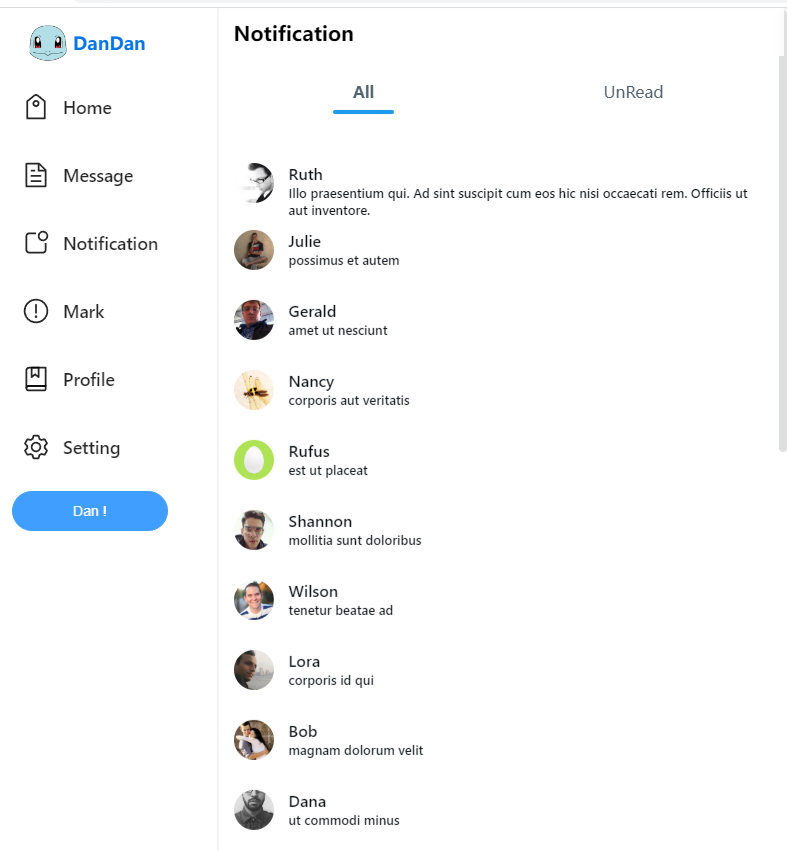 DanDan
Home
Message
Notification
Mark
Profile
Setting
Dan !
Notification
All
UnRead
Ruth
Illo praesentium qui. Ad sint suscipit cum eos hic nisi occaecati rem. Officiis ut
aut inventore.
Julie
possimus et autem
Gerald
amet ut nesciunt
Nancy
corporis aut veritatis
Rufus
est ut placeat
Shannon
mollitia sunt doloribus
Wilson
tenetur beatae ad
Lora
corporis id qui
Bob
magnam dolorum velit
Dana
ut commodi minus